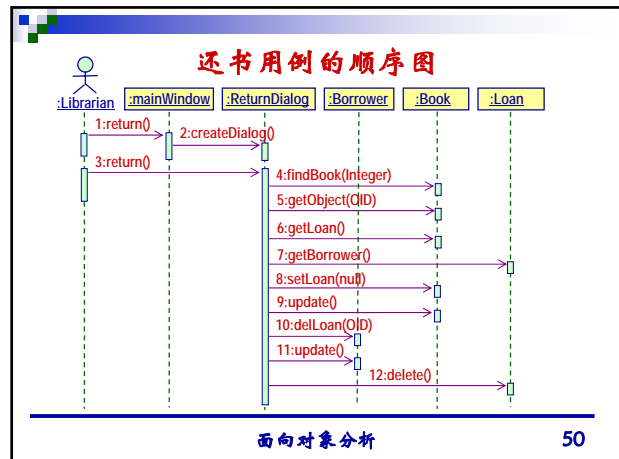 还书用例的顺序图
:Librarian :mainWindow :ReturnDialog :Borrower :Book :Loan
1:return()
2:createDialog()
3:return()
4:findBook(Integer)
5:getObject(OID)
6:getLoan()
7:getBorrower()
8:setLoan(null)
9:update()
10:delLoan(OID)
11:update()
12:delete()
面向对象分析 50